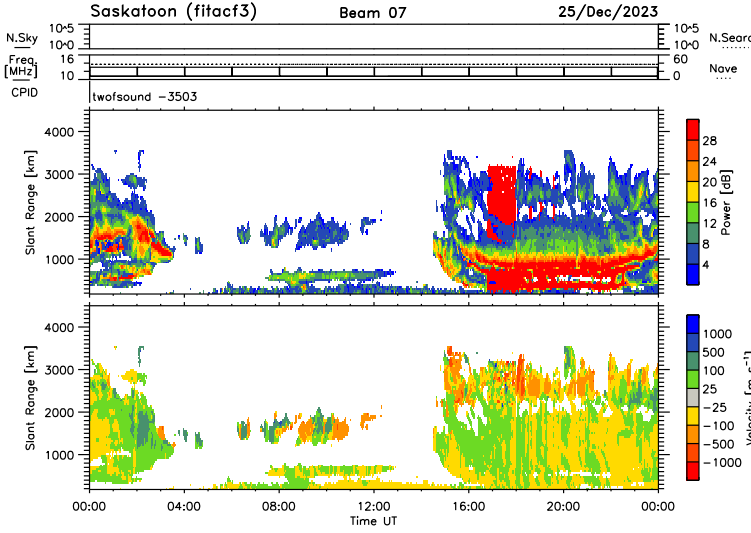 Saskatoon (fitacf3) Beam 07 25/Dec/2023
N.Sky 10^5 10^0 10^5 10^0 N.Sear
Freq. [MHz] 16 10 60 0 Nave
CPID twofsound -3503
Slant Range [km] 4000 3000 2000 1000
28 24 20 16 12 8 4 Power [dB]
Slant Range [km] 4000 3000 2000 1000
1000 500 100 25 -25 -100 -500 -1000 Velocity [m s^-1]
00:00 04:00 08:00 12:00 16:00 20:00 00:00
Time UT